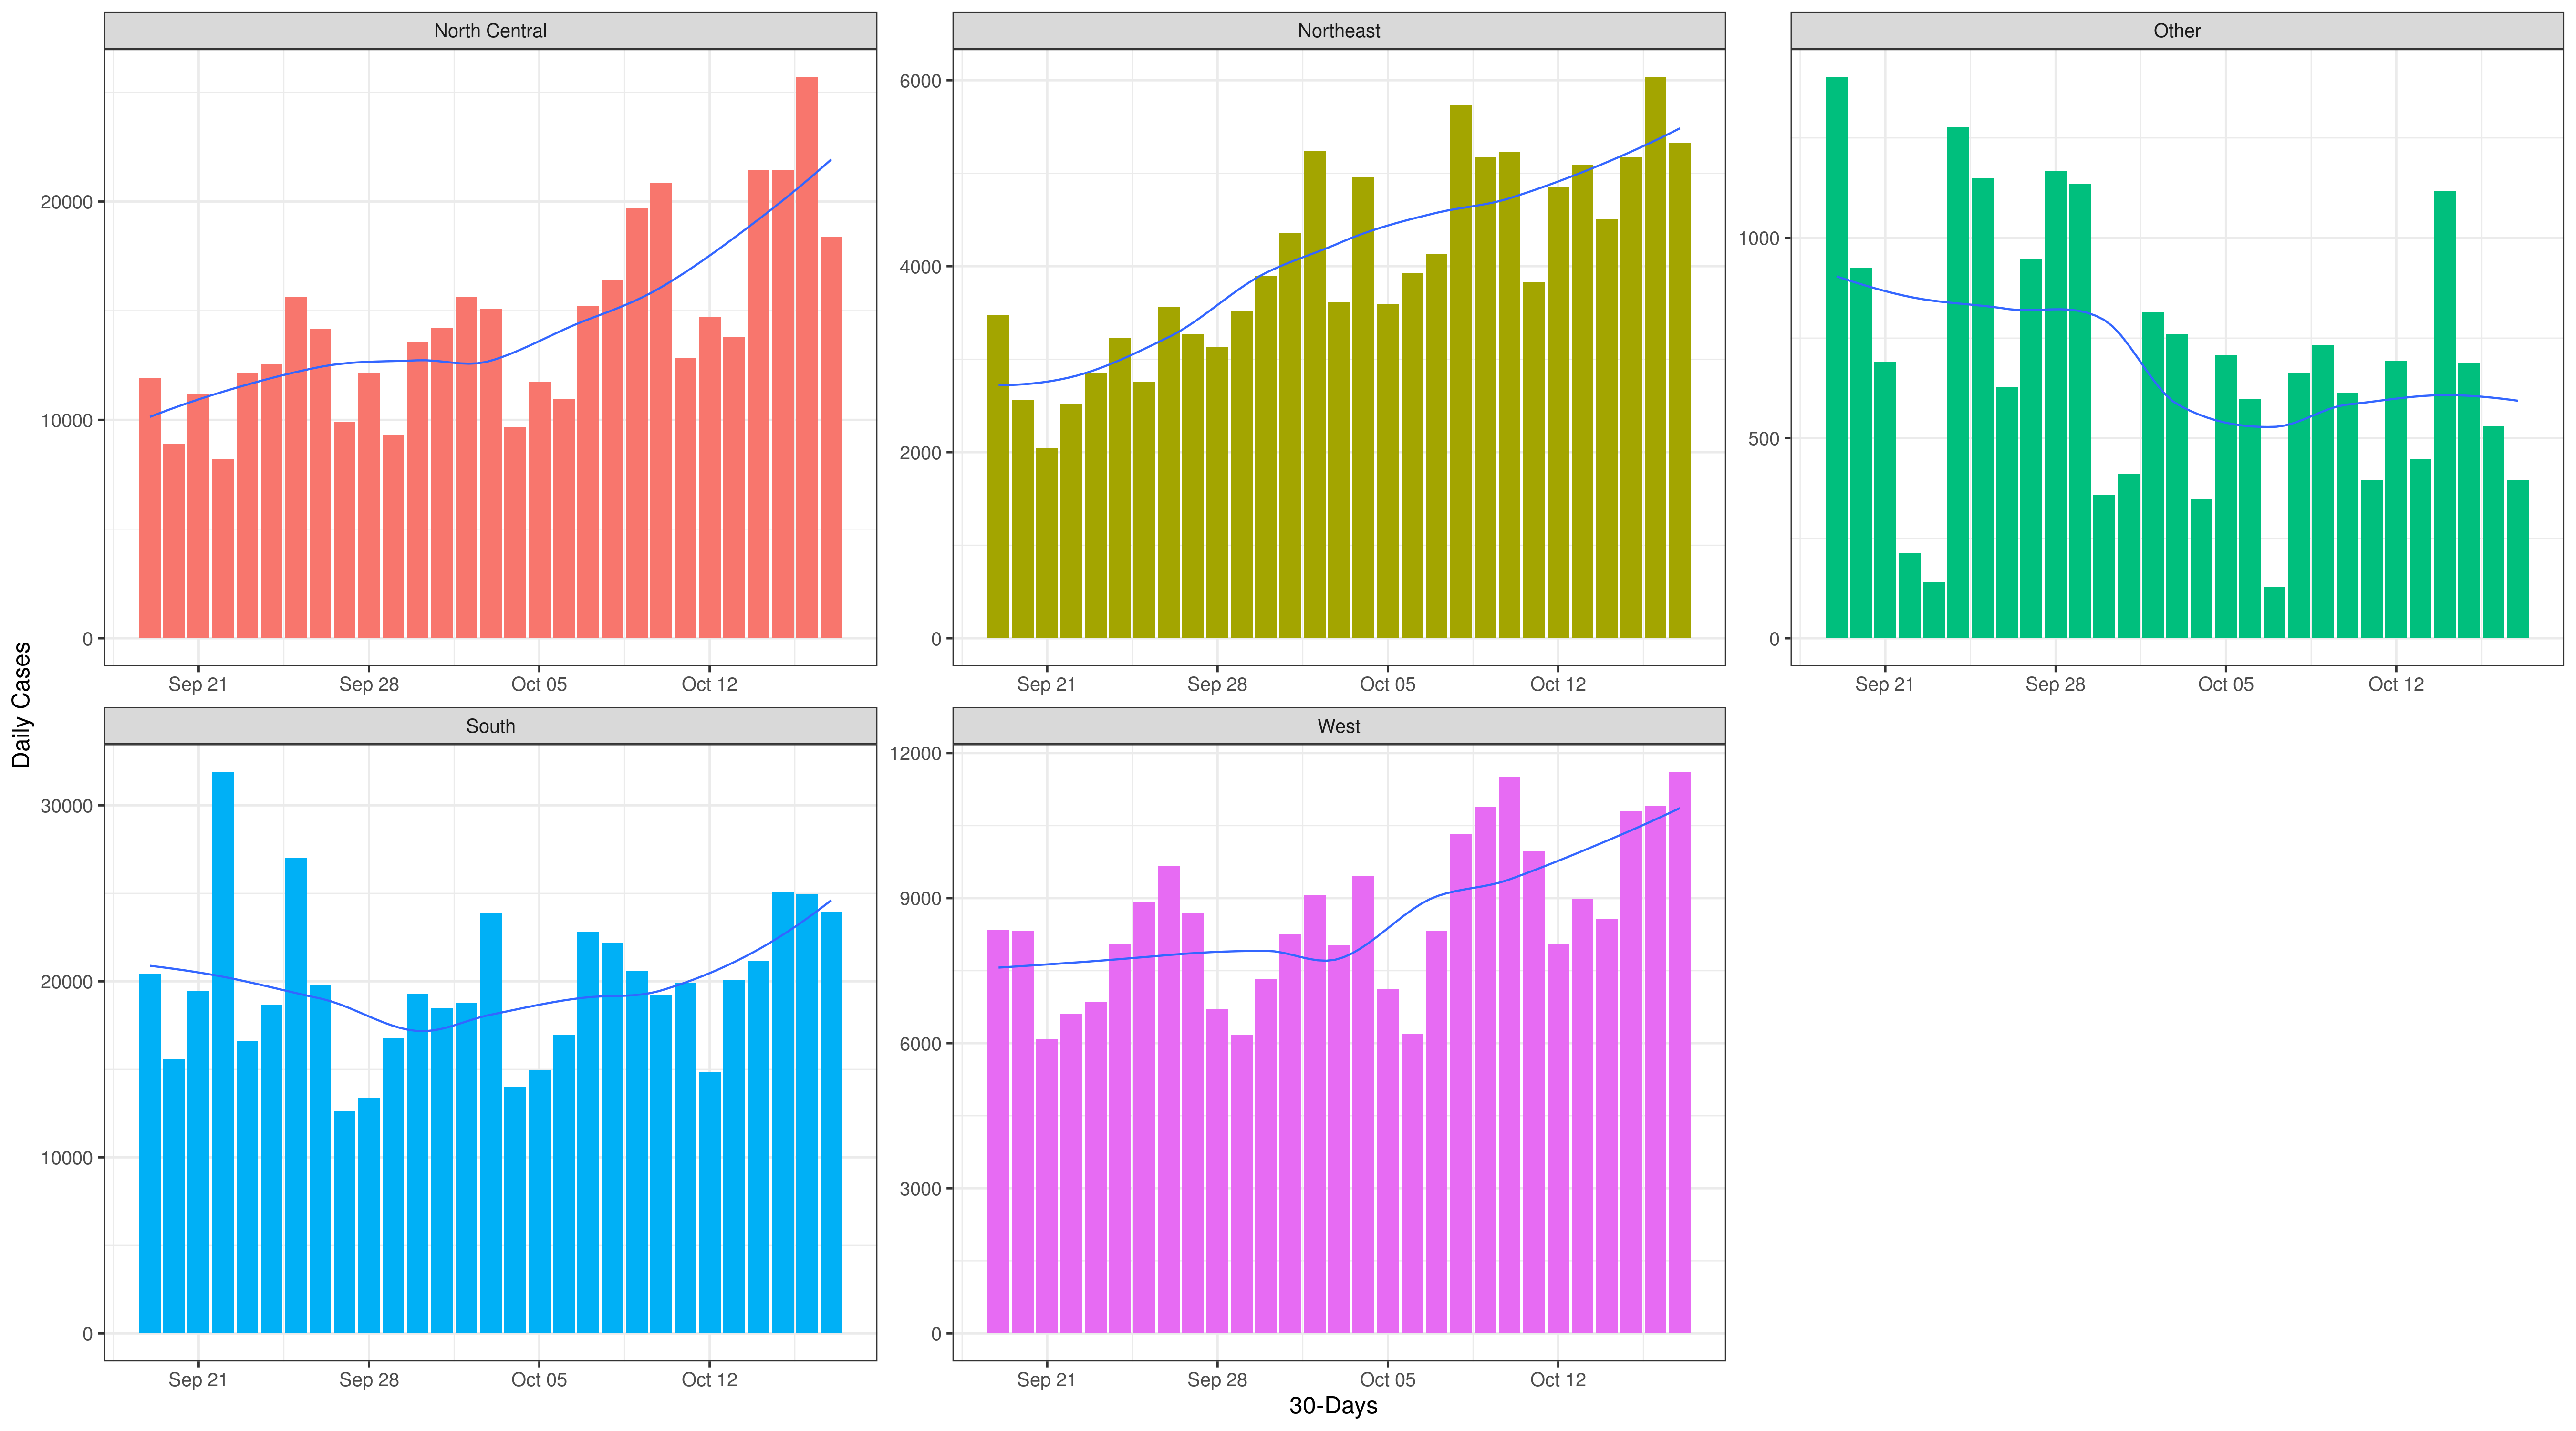 North Central
Northeast
Other
20000
10000
0
6000
4000
2000
0
1000
500
0
Sep 21 Sep 28 Oct 05 Oct 12
Sep 21 Sep 28 Oct 05 Oct 12
Sep 21 Sep 28 Oct 05 Oct 12
Daily Cases
South
West
30000
20000
10000
0
12000
9000
6000
3000
0
Sep 21 Sep 28 Oct 05 Oct 12
Sep 21 Sep 28 Oct 05 Oct 12
30-Days